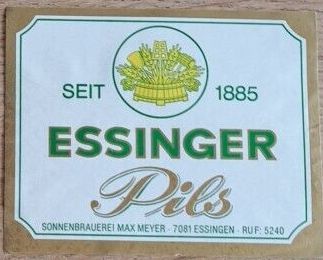 SEIT 1885
ESSINGER
Pils
SONNENBRAUEREI MAX MEYER · 7081 ESSINGEN · RUF: 5240